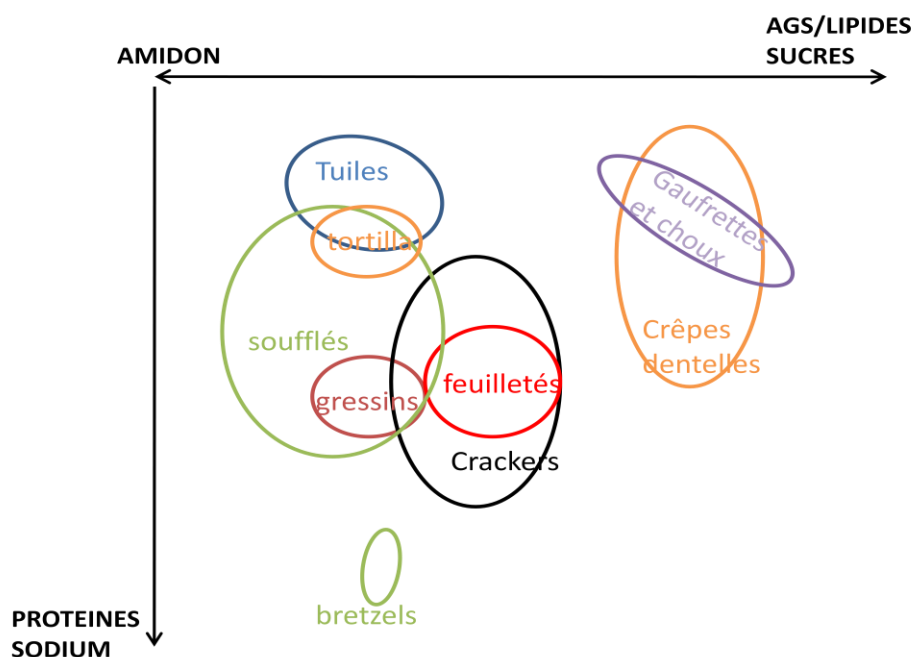 AGS/LIPIDES
SUCRES
AMIDON
Tuiles
Gaufrettes
et choux
tortilla
soufflés
Crêpes
dentelles
feuilletés
gressins
Crackers
bretzels
PROTEINES
SODIUM